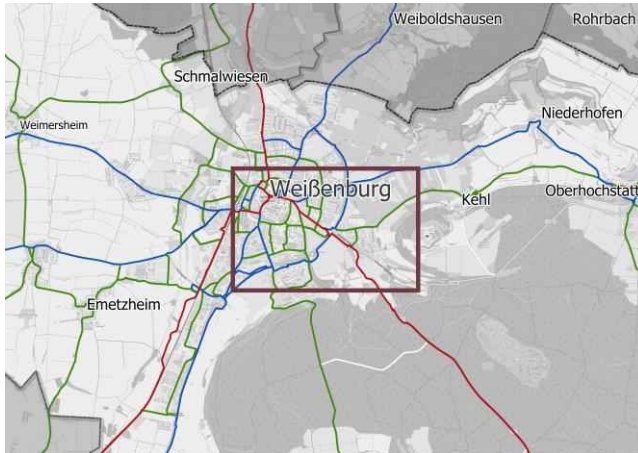 Weiboldshausen
Rohrbach
Schmalwiesen
Niederhofen
Weimersheim
Weißenburg
Oberhochstatt
Kehl
Emetzheim